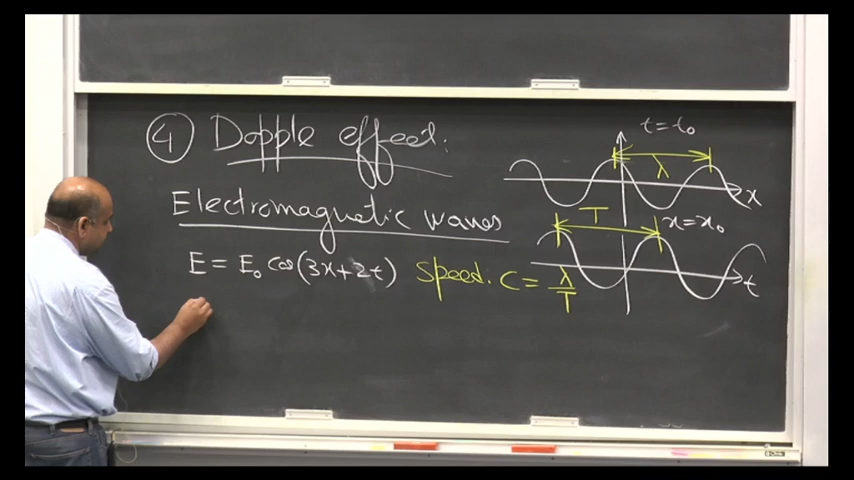 ④ Dopple effect:
t=t₀
λ
x
Electromagnetic waves
T
x=x₀
E = E₀ cos(3x+2t)
Speed. C = λ/T
t